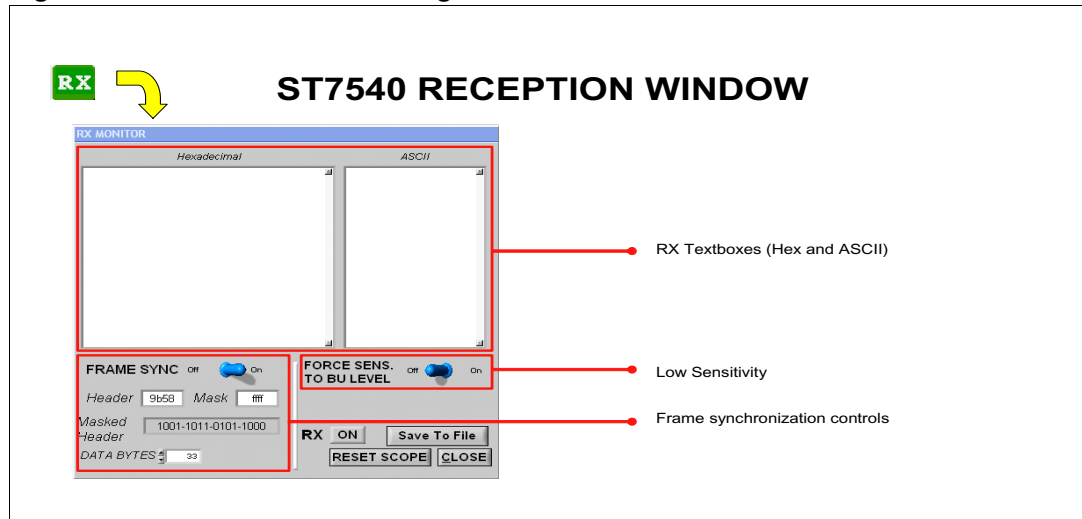 RX
ST7540 RECEPTION WINDOW
RX MONITOR
Hexadecimal ASCII
RX Textboxes (Hex and ASCII)
FRAME SYNC Off On
FORCE SENS. TO BU LEVEL Off On
Low Sensitivity
Header 9b58 Mask ffff
Frame synchronization controls
Masked Header 1001-1011-0101-1000
RX ON Save To File
DATA BYTES 33
RESET SCOPE CLOSE